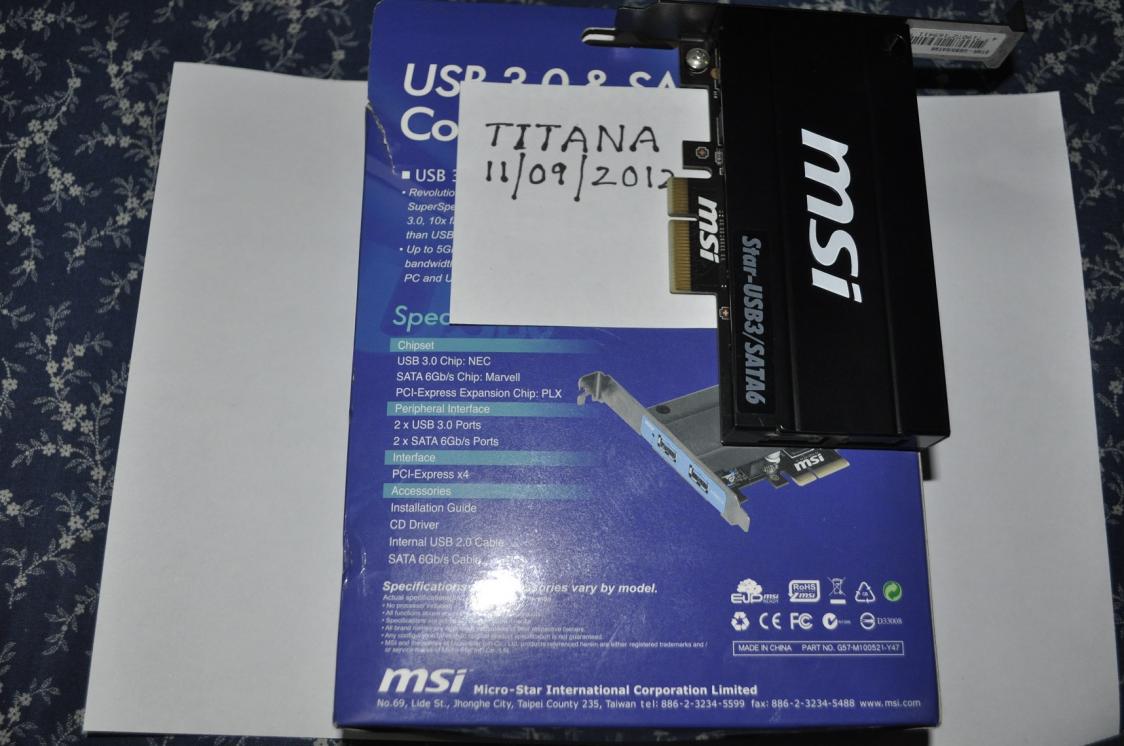 USB 3.0 & SA
Co
TITANA
11/09/2012
■ USB 3
• Revolutio
SuperSpe
3.0, 10x f
than USB
• Up to 5G
bandwidt
PC and U
Spec
Chipset
USB 3.0 Chip: NEC
SATA 6Gb/s Chip: Marvell
PCI-Express Expansion Chip: PLX
Peripheral Interface
2 x USB 3.0 Ports
2 x SATA 6Gb/s Ports
Interface
PCI-Express x4
Accessories
Installation Guide
CD Driver
Internal USB 2.0 Cable
SATA 6Gb/s Cable
Specifications accessories vary by model.
msi
msi
Star-USB3/SATA6
msi
msi
RoHS
msi
CE FC
D33008
MADE IN CHINA PART NO. G57-M100521-Y47
msi Micro-Star International Corporation Limited
No.69, Lide St., Jhonghe City, Taipei County 235, Taiwan tel: 886-2-3234-5599 fax: 886-2-3234-5488 www.msi.com